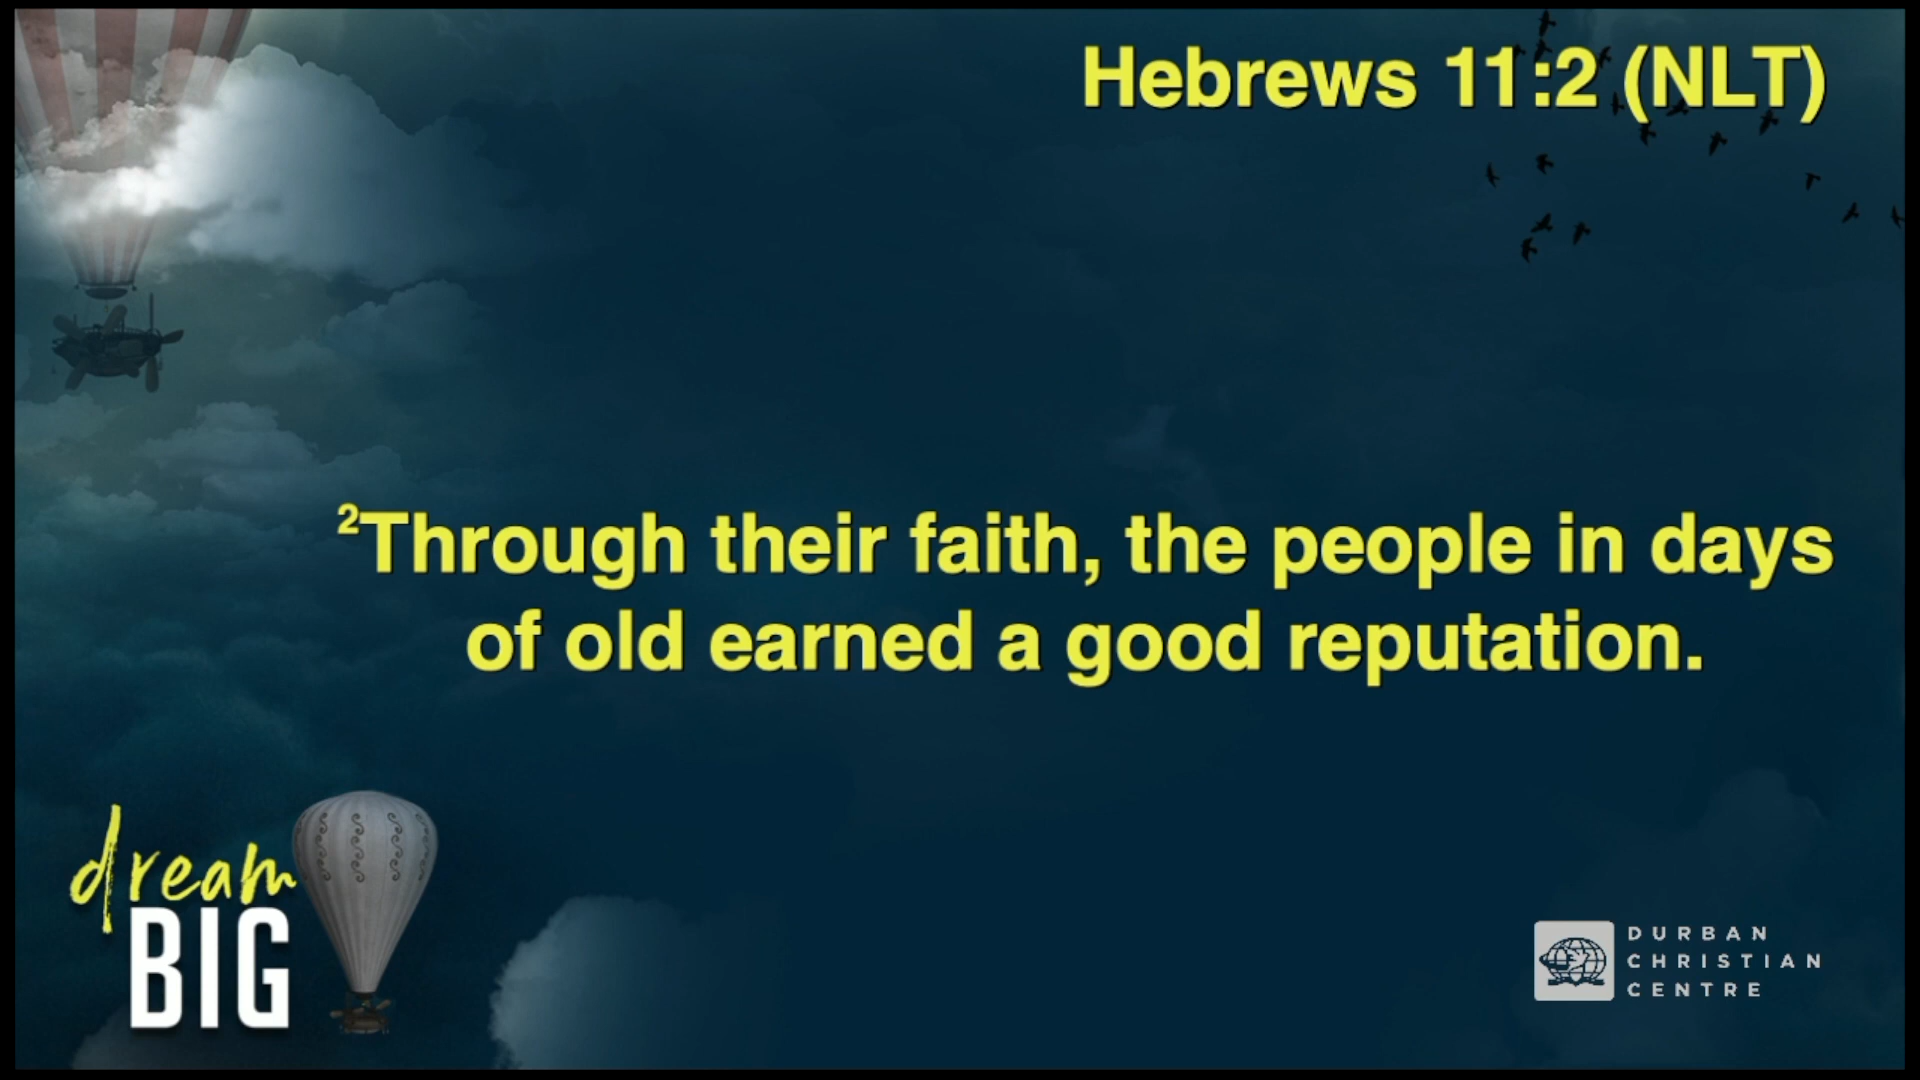 Hebrews 11:2 (NLT)
²Through their faith, the people in days
of old earned a good reputation.
dream
BIG
DURBAN
CHRISTIAN
CENTRE